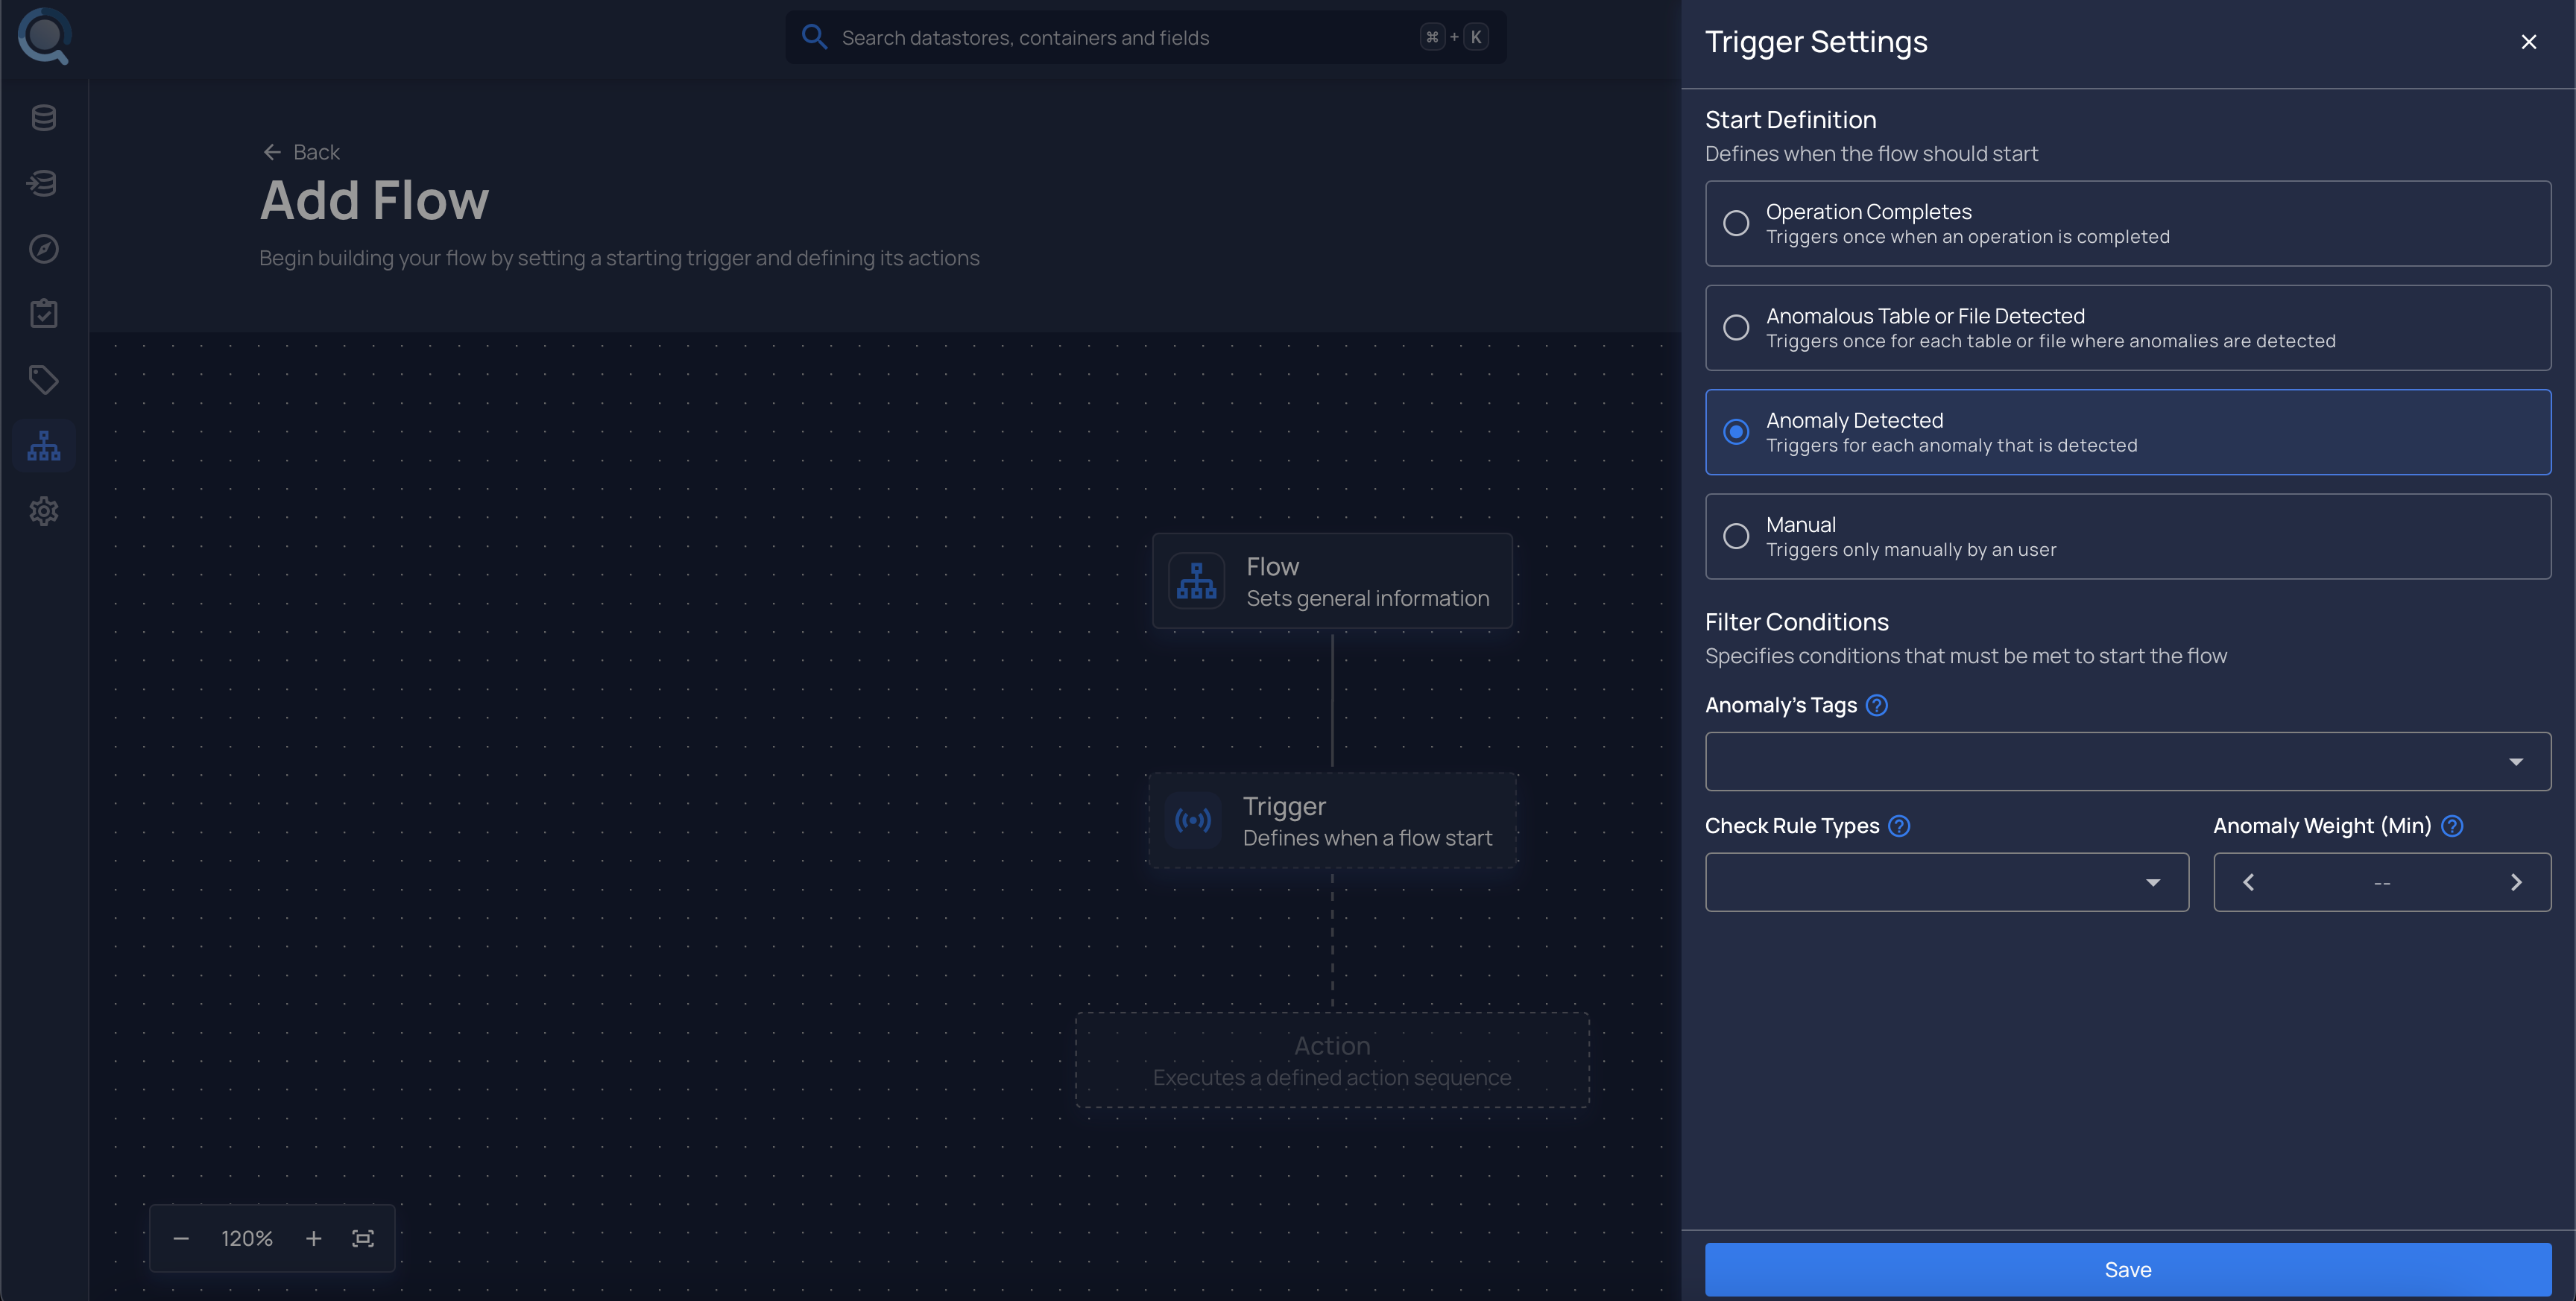 Search datastores, containers and fields
⌘ + K
Back
Add Flow
Begin building your flow by setting a starting trigger and defining its actions
Flow
Sets general information
Trigger
Defines when a flow start
Action
Executes a defined action sequence
120%
Trigger Settings
Start Definition
Defines when the flow should start
Operation Completes
Triggers once when an operation is completed
Anomalous Table or File Detected
Triggers once for each table or file where anomalies are detected
Anomaly Detected
Triggers for each anomaly that is detected
Manual
Triggers only manually by an user
Filter Conditions
Specifies conditions that must be met to start the flow
Anomaly's Tags ?
Check Rule Types ?
Anomaly Weight (Min) ?
--
Save